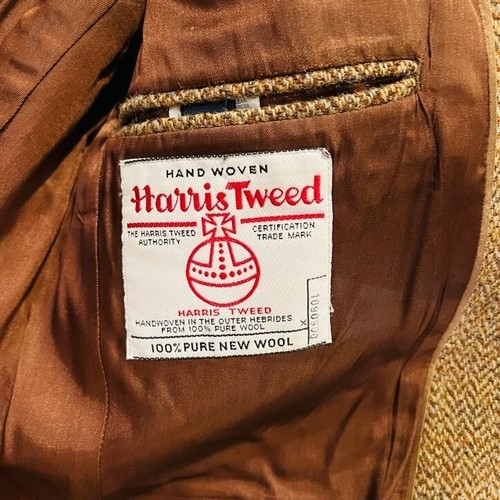 HAND WOVEN
Harris Tweed
THE HARRIS TWEED
AUTHORITY
CERTIFICATION
TRADE MARK
HARRIS TWEED
HANDWOVEN IN THE OUTER HEBRIDES
FROM 100% PURE WOOL
100% PURE NEW WOOL